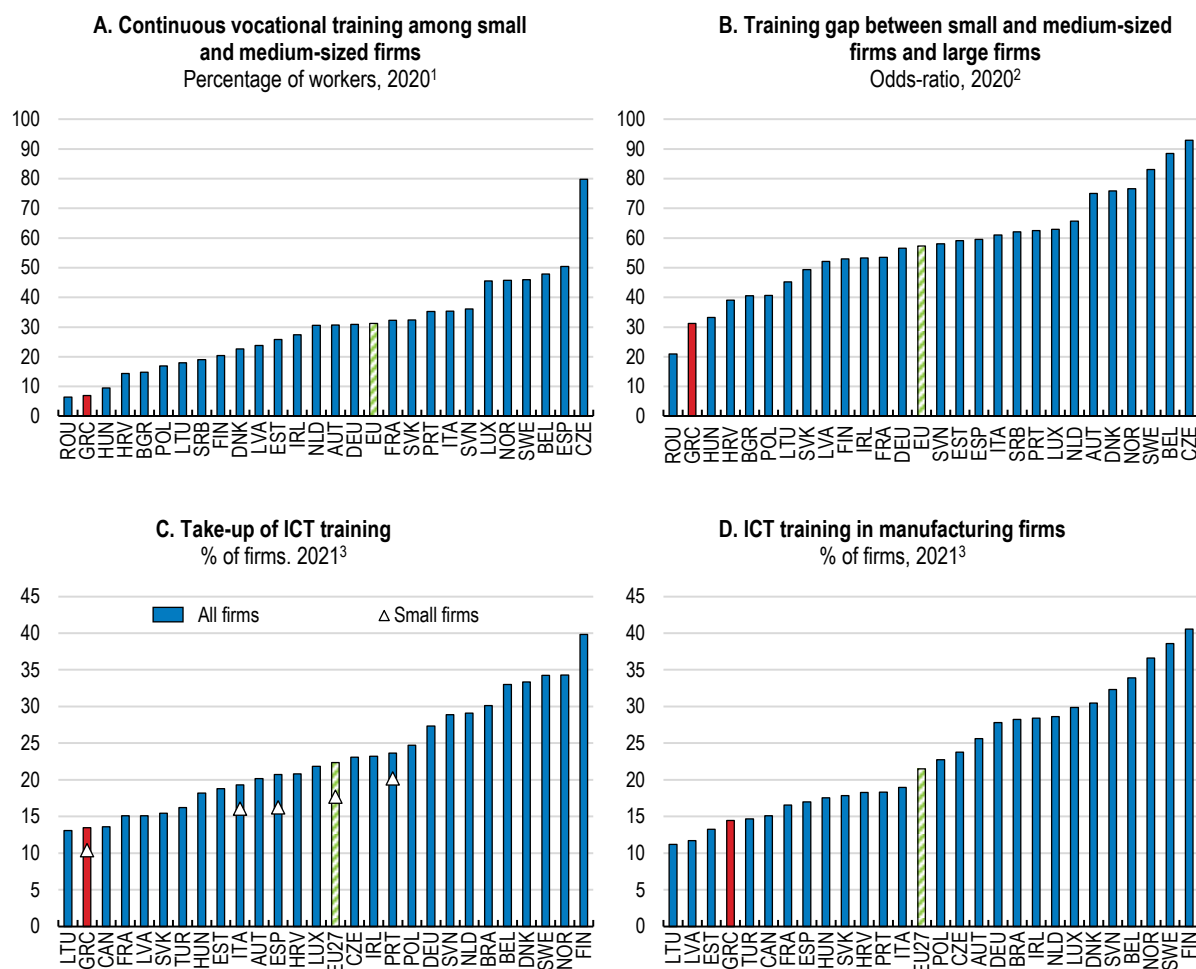 A. Continuous vocational training among small
and medium-sized firms
Percentage of workers, 2020¹
100
90
80
70
60
50
40
30
20
10
0
ROU GRC HUN HRV BGR POL LTU SRB FIN DNK LVA EST IRL NLD AUT DEU EU FRA SVK PRT ITA SVN LUX NOR SWE BEL ESP CZE
B. Training gap between small and medium-sized
firms and large firms
Odds-ratio, 2020²
100
90
80
70
60
50
40
30
20
10
0
ROU GRC HUN HRV BGR POL LTU SVK LVA FIN IRL FRA DEU EU SVN EST ESP ITA SRB PRT LUX NLD AUT DNK NOR SWE BEL CZE
C. Take-up of ICT training
% of firms. 2021³
45
40
35
30
25
20
15
10
5
0
All firms
Small firms
LTU GRC CAN FRA LVA SVK TUR HUN EST ITA AUT ESP HRV LUX EU27 CZE IRL PRT POL DEU SVN NLD BRA BEL DNK SWE NOR FIN
D. ICT training in manufacturing firms
% of firms, 2021³
45
40
35
30
25
20
15
10
5
0
LTU LVA EST GRC TUR CAN FRA ESP HUN SVK HRV PRT ITA EU27 POL CZE AUT DEU BRA IRL NLD LUX DNK SVN BEL NOR SWE FIN